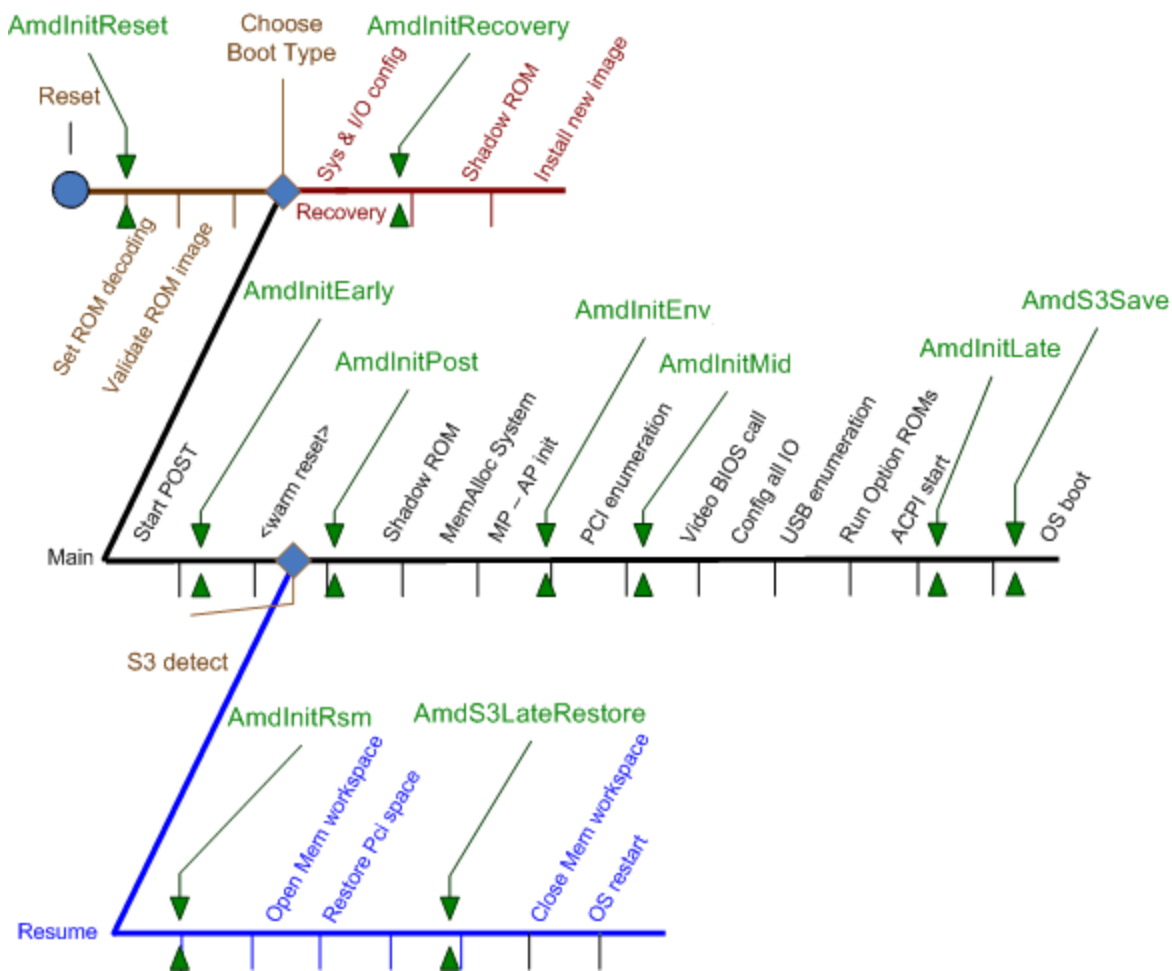 AmdInitReset
Choose
Boot Type
AmdInitRecovery
Reset
Sys & I/O config
Shadow ROM
Install new image
Recovery
Set ROM decoding
Validate ROM image
AmdInitEarly
AmdInitPost
AmdInitEnv
AmdInitMid
AmdInitLate
AmdS3Save
Start POST
<warm reset>
Shadow ROM
MemAlloc System
MP – AP init
PCI enumeration
Video BIOS call
Config all IO
USB enumeration
Run Option ROMs
ACPI start
OS boot
Main
S3 detect
AmdInitRsm
AmdS3LateRestore
Open Mem workspace
Restore Pci space
Close Mem workspace
OS restart
Resume